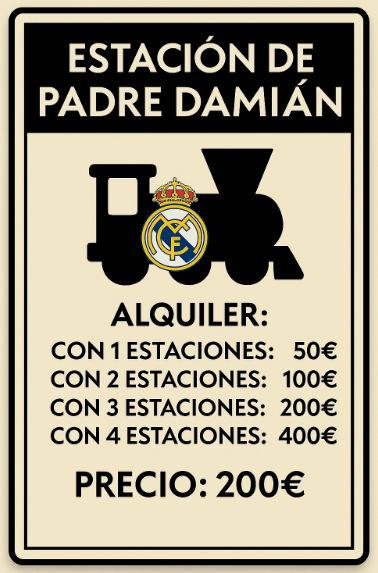 ESTACIÓN DE
PADRE DAMIÁN
ALQUILER:
CON 1 ESTACIONES: 50€
CON 2 ESTACIONES: 100€
CON 3 ESTACIONES: 200€
CON 4 ESTACIONES: 400€
PRECIO: 200€